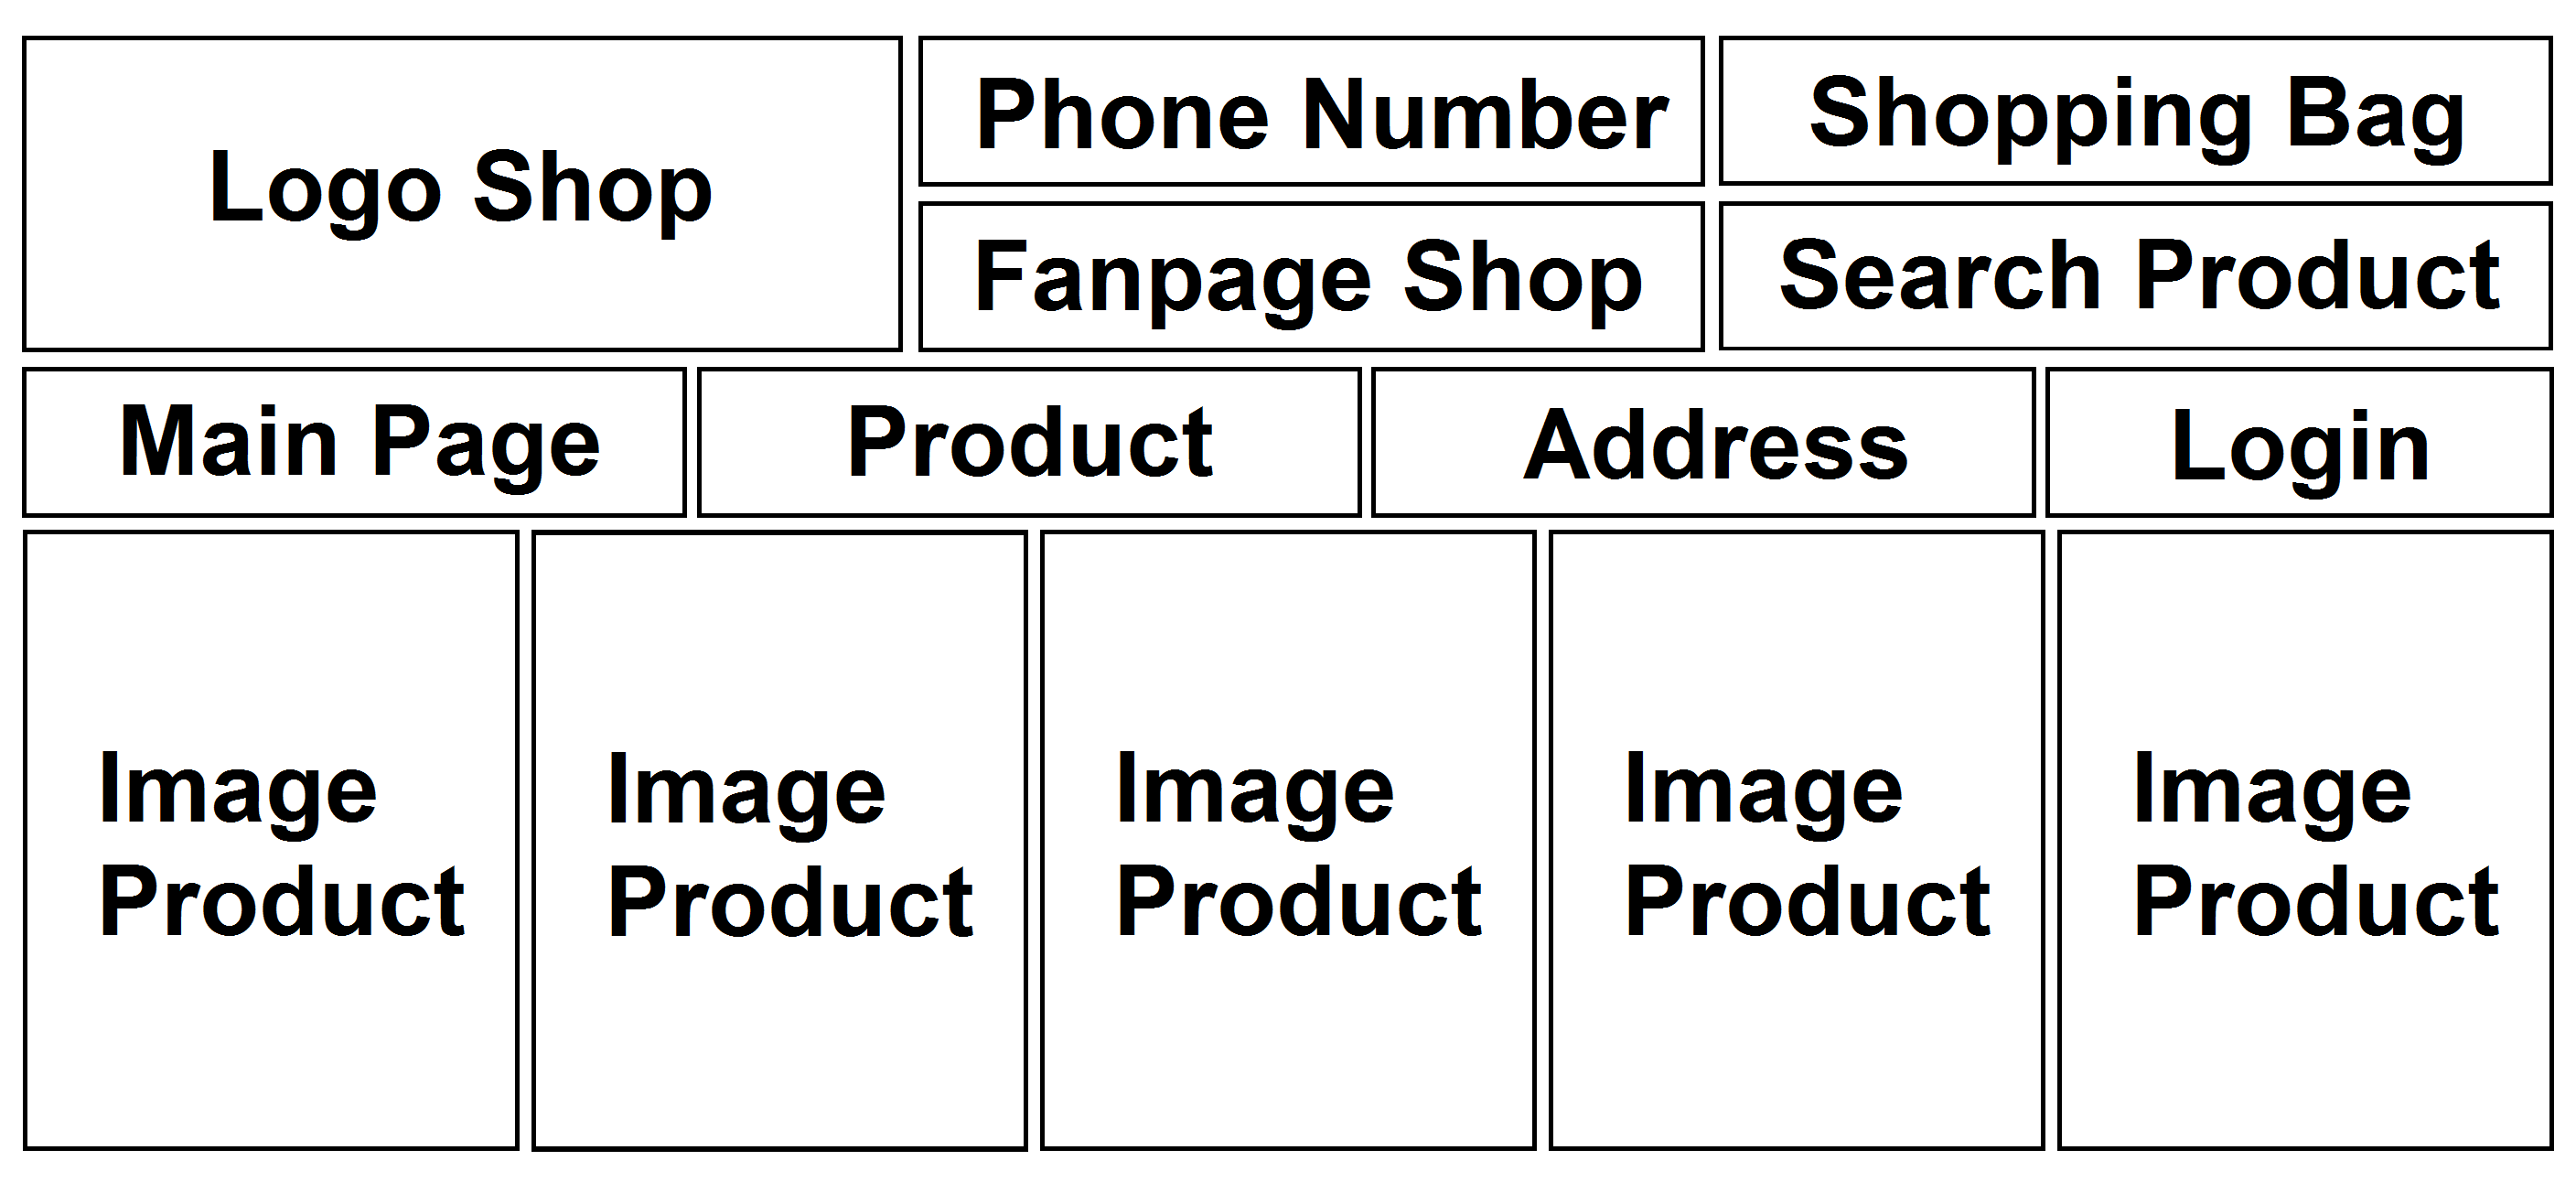 Logo Shop
Phone Number
Shopping Bag
Fanpage Shop
Search Product
Main Page
Product
Address
Login
Image
Product
Image
Product
Image
Product
Image
Product
Image
Product